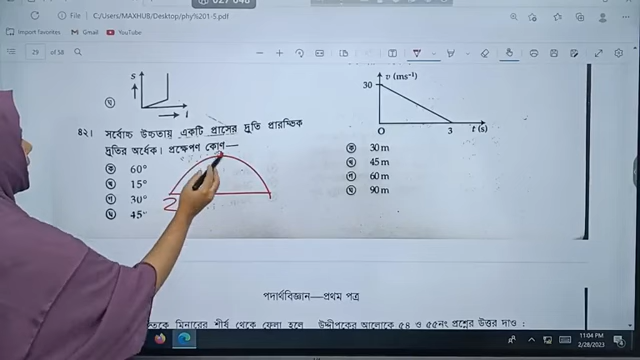 File C:/Users/MAXHUB/Desktop/phy%201-5.pdf
Import favorites Gmail YouTube
29 of 58
s
t
ঘ
৪২। সর্বোচ্চ উচ্চতায় একটি প্রাসের দ্রুতি প্রারম্ভিক
দ্রুতির অর্ধেক। প্রক্ষেপণ কোণ—
ক 60°
খ 15°
গ 30°
ঘ 45°
2
v (ms⁻¹)
30
O 3 t (s)
ক 30 m
খ 45 m
গ 60 m
ঘ 90 m
পদার্থবিজ্ঞান—প্রথম পত্র
মিনারের শীর্ষ থেকে ফেলা হলে
উদ্দীপকের আলোকে ৫৪ ও ৫৫নং প্রশ্নের উত্তর দাও :
11:04 PM
2/28/2023